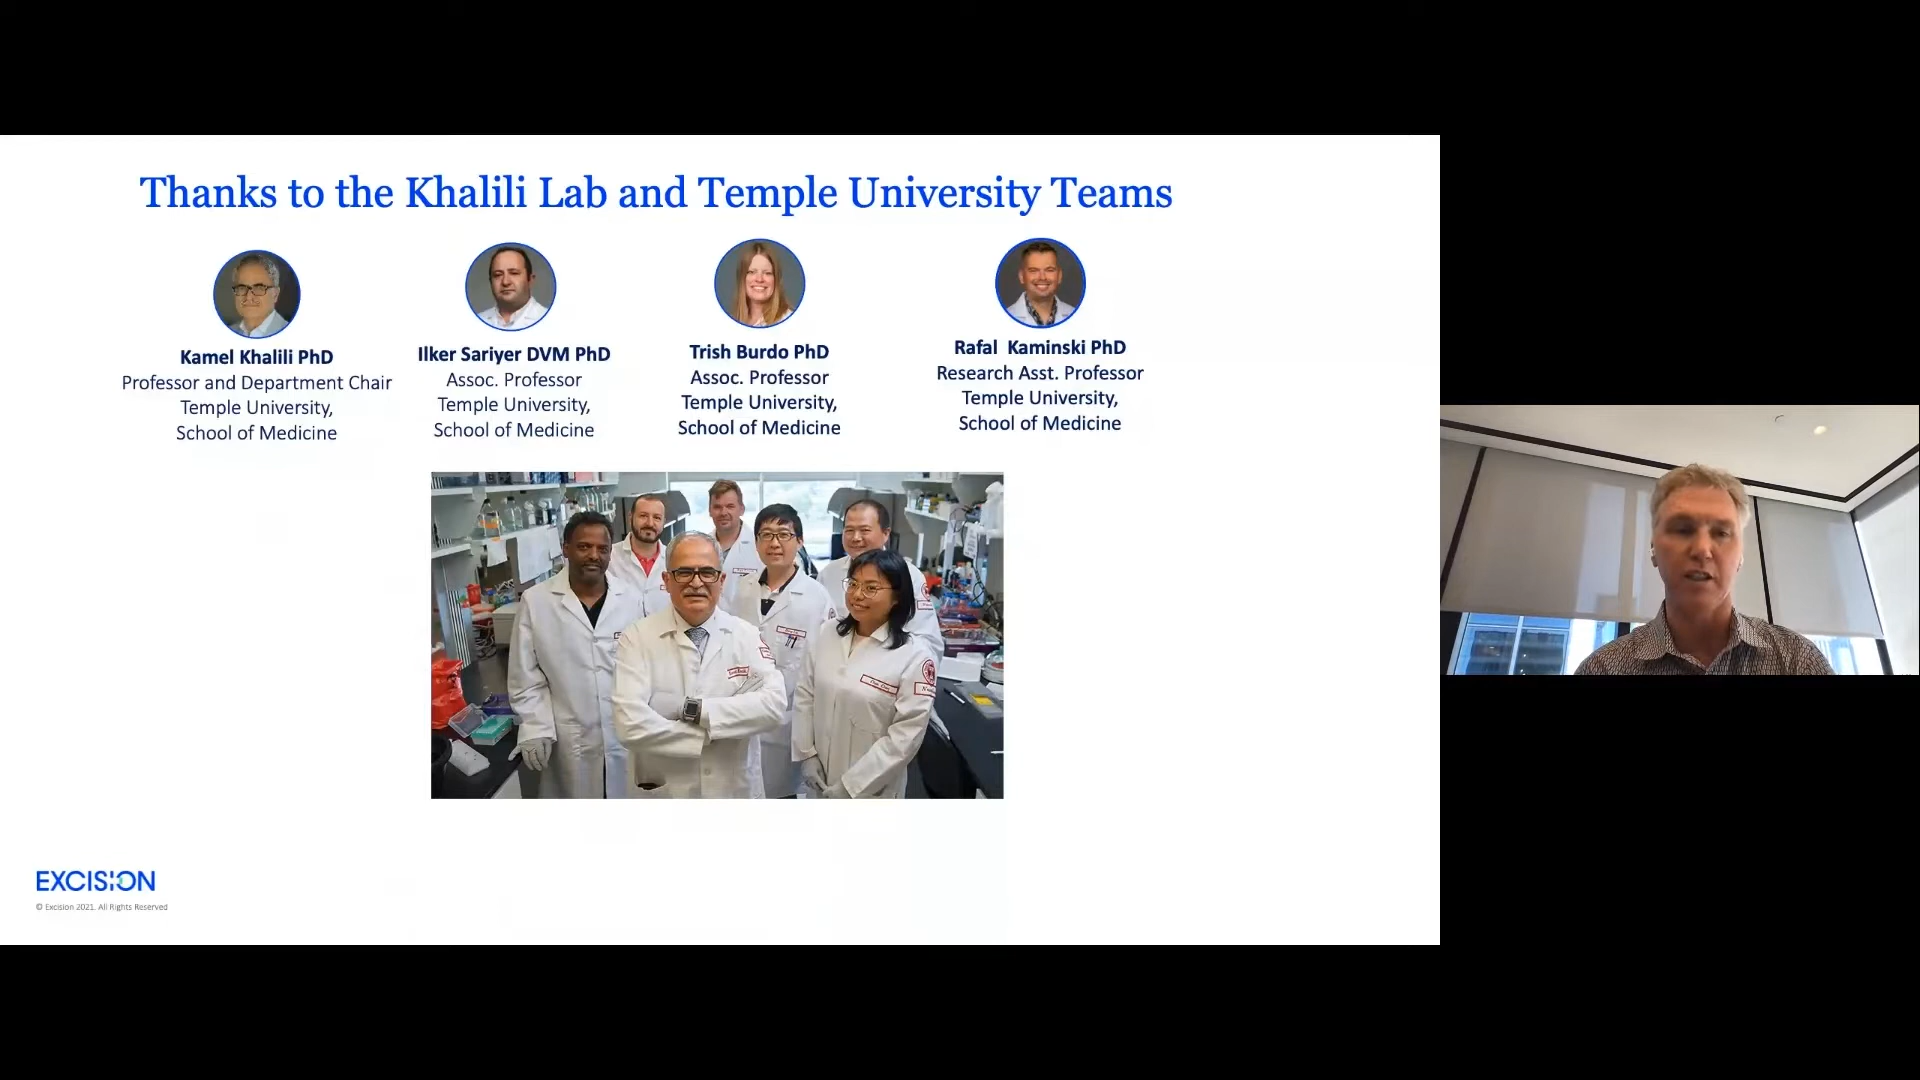 Thanks to the Khalili Lab and Temple University Teams
Kamel Khalili PhD
Professor and Department Chair
Temple University,
School of Medicine
Ilker Sariyer DVM PhD
Assoc. Professor
Temple University,
School of Medicine
Trish Burdo PhD
Assoc. Professor
Temple University,
School of Medicine
Rafal  Kaminski PhD
Research Asst. Professor
Temple University,
School of Medicine
EXCISION
© Excision 2021. All Rights Reserved